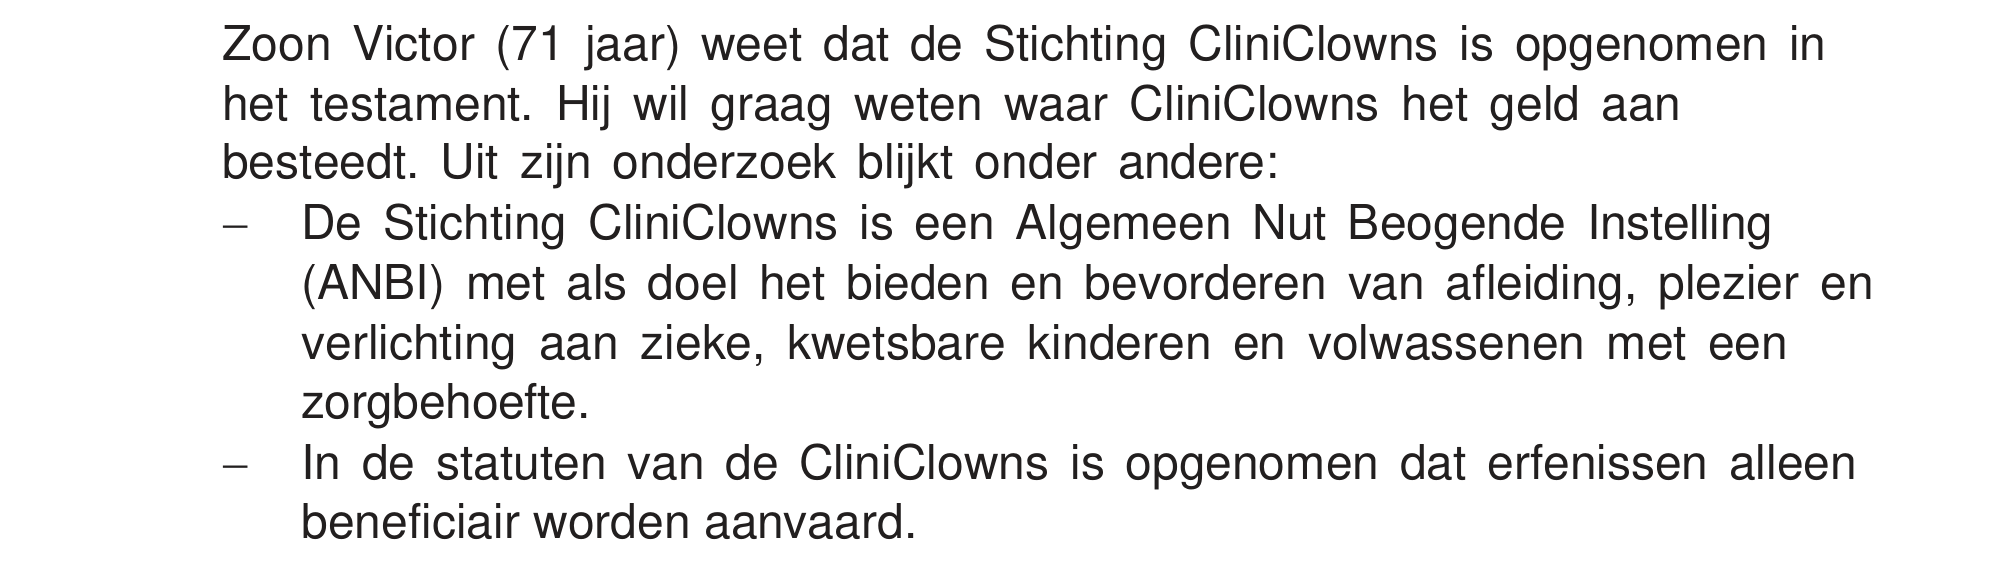 Zoon Victor (71 jaar) weet dat de Stichting CliniClowns is opgenomen in
het testament. Hij wil graag weten waar CliniClowns het geld aan
besteedt. Uit zijn onderzoek blijkt onder andere:
– De Stichting CliniClowns is een Algemeen Nut Beogende Instelling
(ANBI) met als doel het bieden en bevorderen van afleiding, plezier en
verlichting aan zieke, kwetsbare kinderen en volwassenen met een
zorgbehoefte.
– In de statuten van de CliniClowns is opgenomen dat erfenissen alleen
beneficiair worden aanvaard.